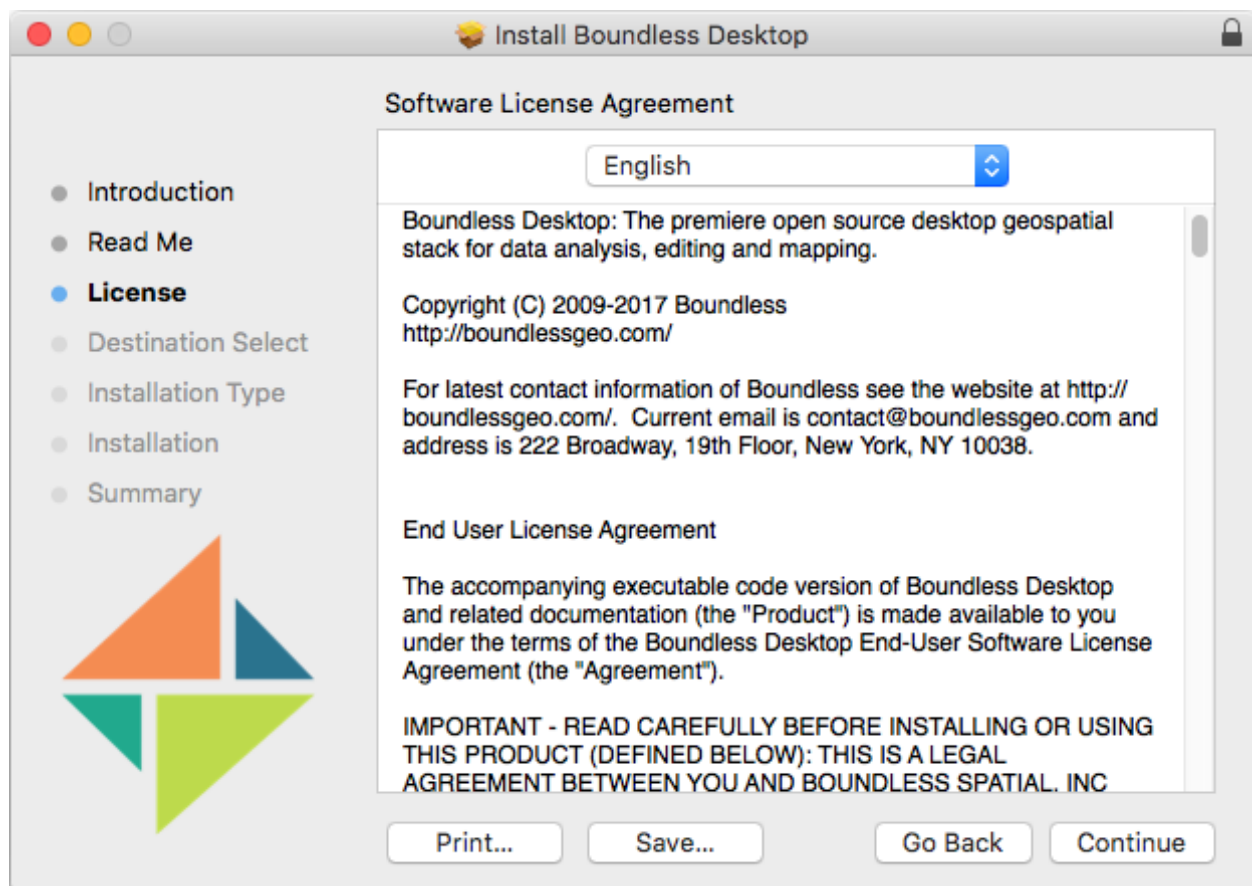 Install Boundless Desktop
Software License Agreement
Introduction
Read Me
License
Destination Select
Installation Type
Installation
Summary
English
Boundless Desktop: The premiere open source desktop geospatial
stack for data analysis, editing and mapping.
Copyright (C) 2009-2017 Boundless
http://boundlessgeo.com/
For latest contact information of Boundless see the website at http://
boundlessgeo.com/.  Current email is contact@boundlessgeo.com and
address is 222 Broadway, 19th Floor, New York, NY 10038.
End User License Agreement
The accompanying executable code version of Boundless Desktop
and related documentation (the "Product") is made available to you
under the terms of the Boundless Desktop End-User Software License
Agreement (the "Agreement").
IMPORTANT - READ CAREFULLY BEFORE INSTALLING OR USING
THIS PRODUCT (DEFINED BELOW): THIS IS A LEGAL
AGREEMENT BETWEEN YOU AND BOUNDLESS SPATIAL, INC
Print...
Save...
Go Back
Continue